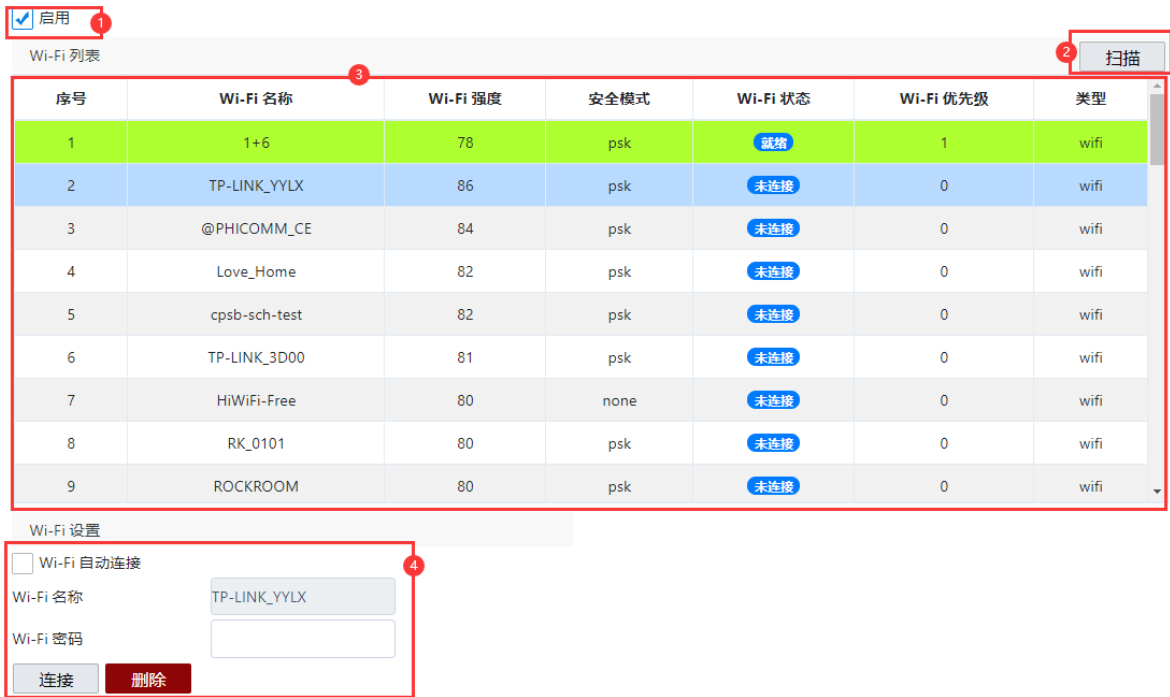 启用
1
Wi-Fi 列表
2
扫描
3
序号 Wi-Fi 名称 Wi-Fi 强度 安全模式 Wi-Fi 状态 Wi-Fi 优先级 类型
1 1+6 78 psk 就绪 1 wifi
2 TP-LINK_YYLX 86 psk 未连接 0 wifi
3 @PHICOMM_CE 84 psk 未连接 0 wifi
4 Love_Home 82 psk 未连接 0 wifi
5 cpsb-sch-test 82 psk 未连接 0 wifi
6 TP-LINK_3D00 81 psk 未连接 0 wifi
7 HiWiFi-Free 80 none 未连接 0 wifi
8 RK_0101 80 psk 未连接 0 wifi
9 ROCKROOM 80 psk 未连接 0 wifi
Wi-Fi 设置
Wi-Fi 自动连接
4
Wi-Fi 名称 TP-LINK_YYLX
Wi-Fi 密码
连接 删除